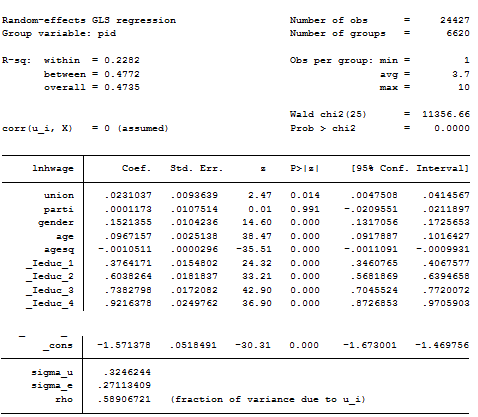 Random-effects GLS regression Number of obs = 24427
Group variable: pid Number of groups = 6620
R-sq: within = 0.2282 Obs per group: min = 1
between = 0.4772 avg = 3.7
overall = 0.4735 max = 10
Wald chi2(25) = 11356.66
corr(u_i, X) = 0 (assumed) Prob > chi2 = 0.0000
lnhwage Coef. Std. Err. z P>|z| [95% Conf. Interval]
union .0231037 .0093639 2.47 0.014 .0047508 .0414567
parti .0001173 .0107514 0.01 0.991 -.0209551 .0211897
gender .1521355 .0104236 14.60 0.000 .1317056 .1725653
age .0967157 .0025138 38.47 0.000 .0917887 .1016427
agesq -.0010511 .0000296 -35.51 0.000 -.0011091 -.0009931
_Ieduc_1 .3764171 .0154802 24.32 0.000 .3460765 .4067577
_Ieduc_2 .6038264 .0181837 33.21 0.000 .5681869 .6394658
_Ieduc_3 .7382798 .0172082 42.90 0.000 .7045524 .7720072
_Ieduc_4 .9216378 .0249762 36.90 0.000 .8726853 .9705903
_cons -1.571378 .0518491 -30.31 0.000 -1.673001 -1.469756
sigma_u .3246244
sigma_e .27113409
rho .58906721 (fraction of variance due to u_i)